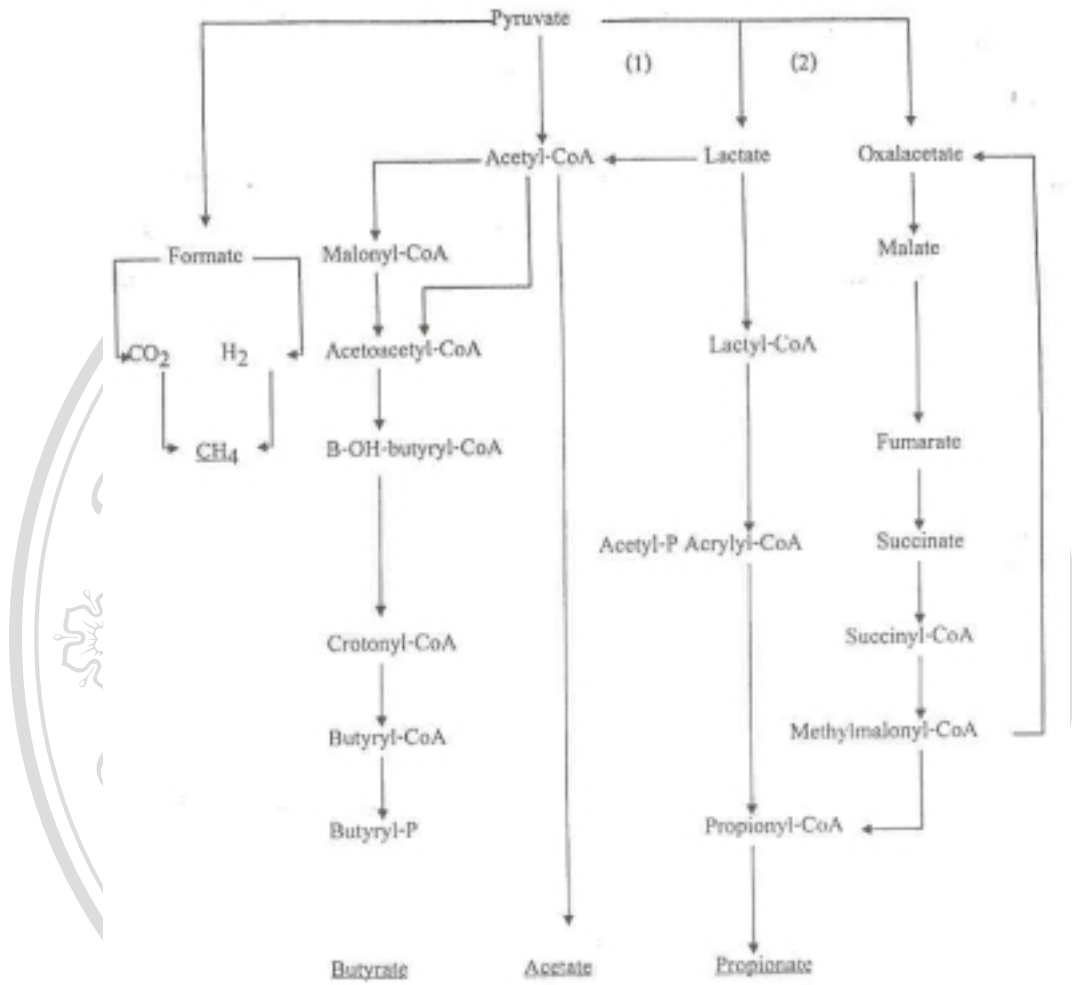 Pyruvate
(1) (2)
Acetyl-CoA Lactate Oxalacetate
Formate Malonyl-CoA Malate
CO2 H2 Acetoacetyl-CoA Lactyl-CoA
CH4 B-OH-butyryl-CoA Fumarate
Acetyl-P Acrylyl-CoA Succinate
Crotonyl-CoA Succinyl-CoA
Butyryl-CoA Methylmalonyl-CoA
Butyryl-P Propionyl-CoA
Butyrate Acetate Propionate